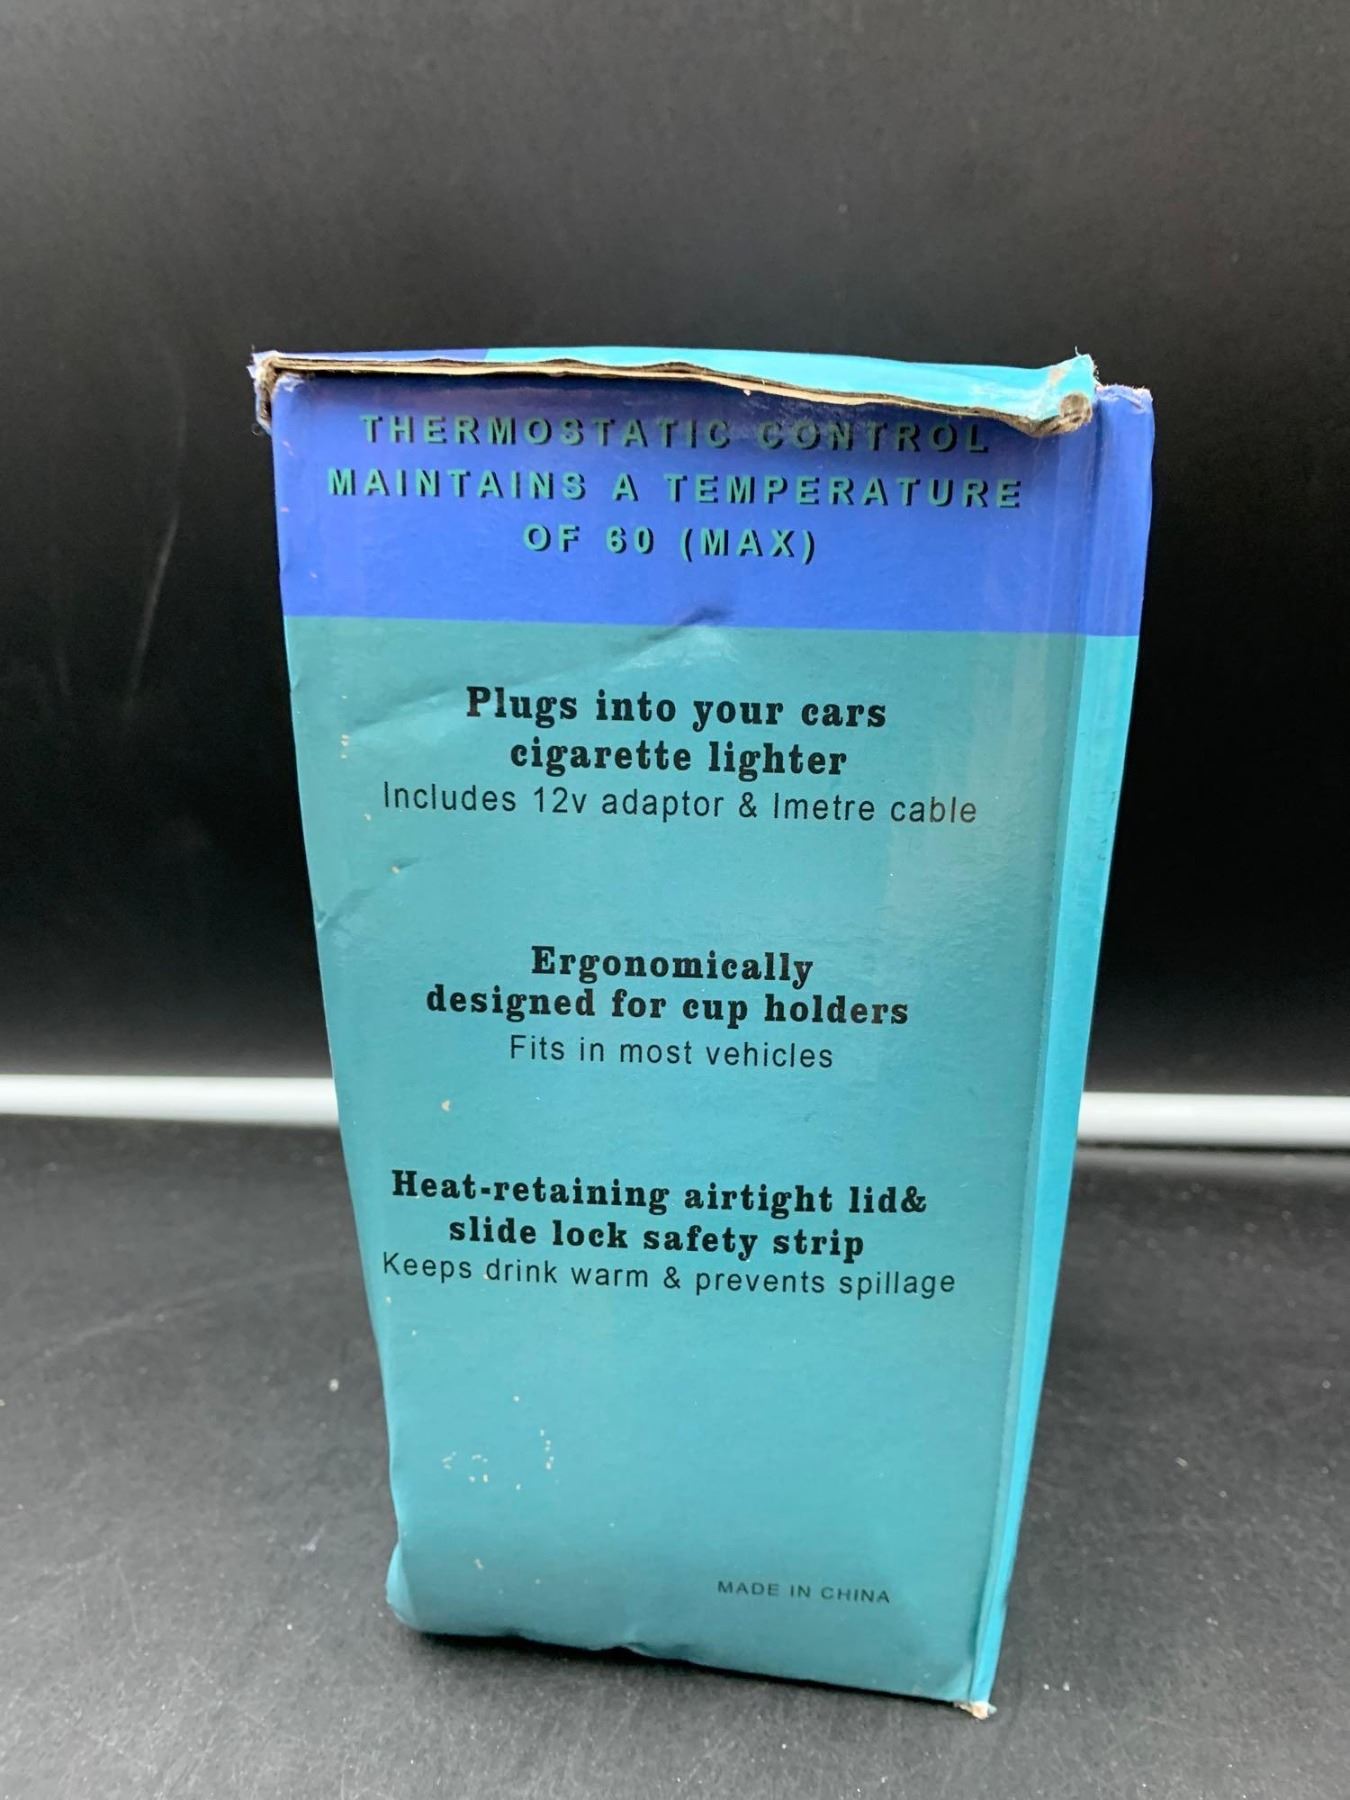 THERMOSTATIC CONTROL
MAINTAINS A TEMPERATURE
OF 60 (MAX)
Plugs into your cars
cigarette lighter
Includes 12v adaptor & Imetre cable
Ergonomically
designed for cup holders
Fits in most vehicles
Heat-retaining airtight lid&
slide lock safety strip
Keeps drink warm & prevents spillage
MADE IN CHINA